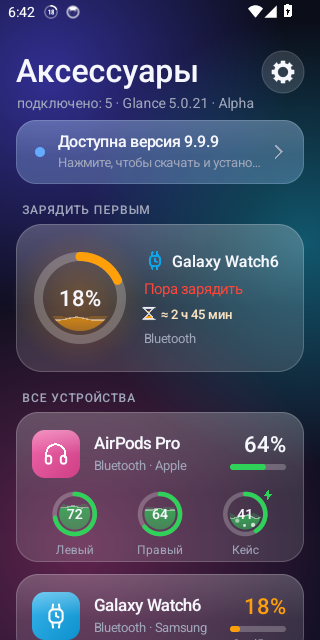 6:42
Аксессуары
подключено: 5 · Glance 5.0.21 · Alpha
Доступна версия 9.9.9
Нажмите, чтобы скачать и устано…
ЗАРЯДИТЬ ПЕРВЫМ
Galaxy Watch6
18%
Пора зарядить
≈ 2 ч 45 мин
Bluetooth
ВСЕ УСТРОЙСТВА
AirPods Pro
64%
Bluetooth · Apple
72
64
41
Левый
Правый
Кейс
Galaxy Watch6
18%
Bluetooth · Samsung